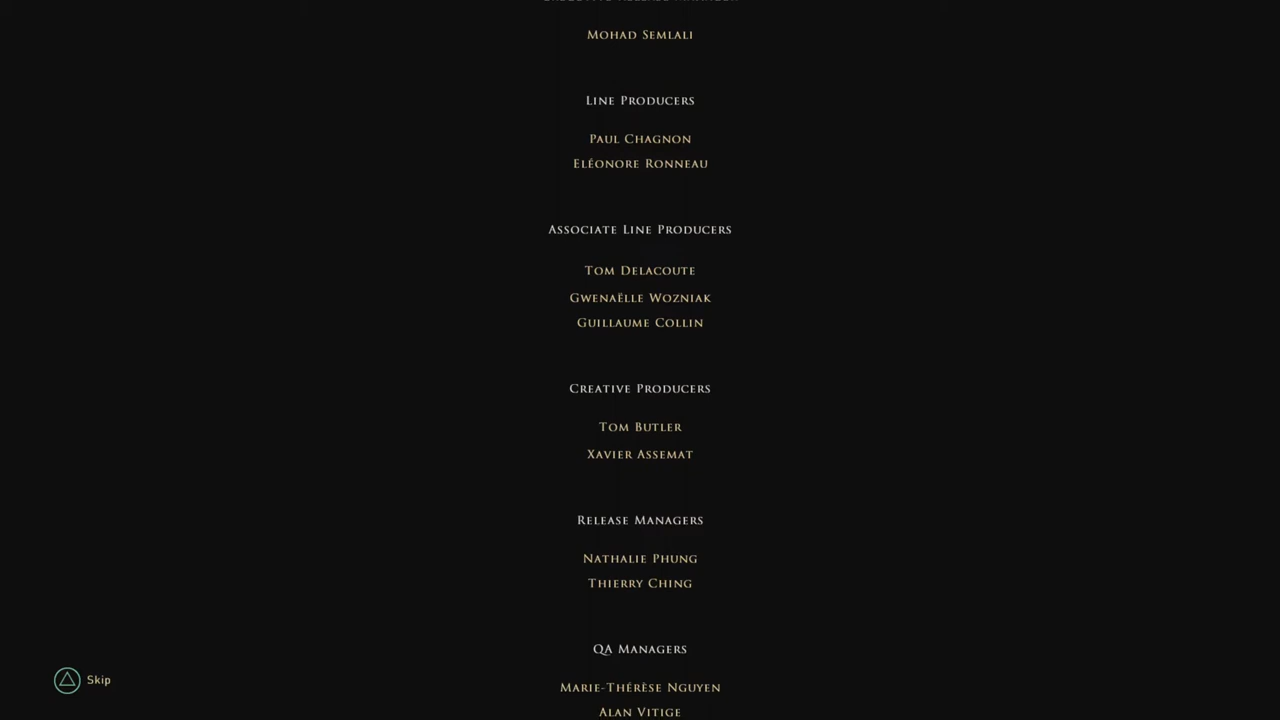 Mohad Semlali
Line Producers
Paul Chagnon
Eléonore Ronneau
Associate Line Producers
Tom Delacoute
Gwenaëlle Wozniak
Guillaume Collin
Creative Producers
Tom Butler
Xavier Assemat
Release Managers
Nathalie Phung
Thierry Ching
QA Managers
Marie-Thérèse Nguyen
Alan Vitige
Skip